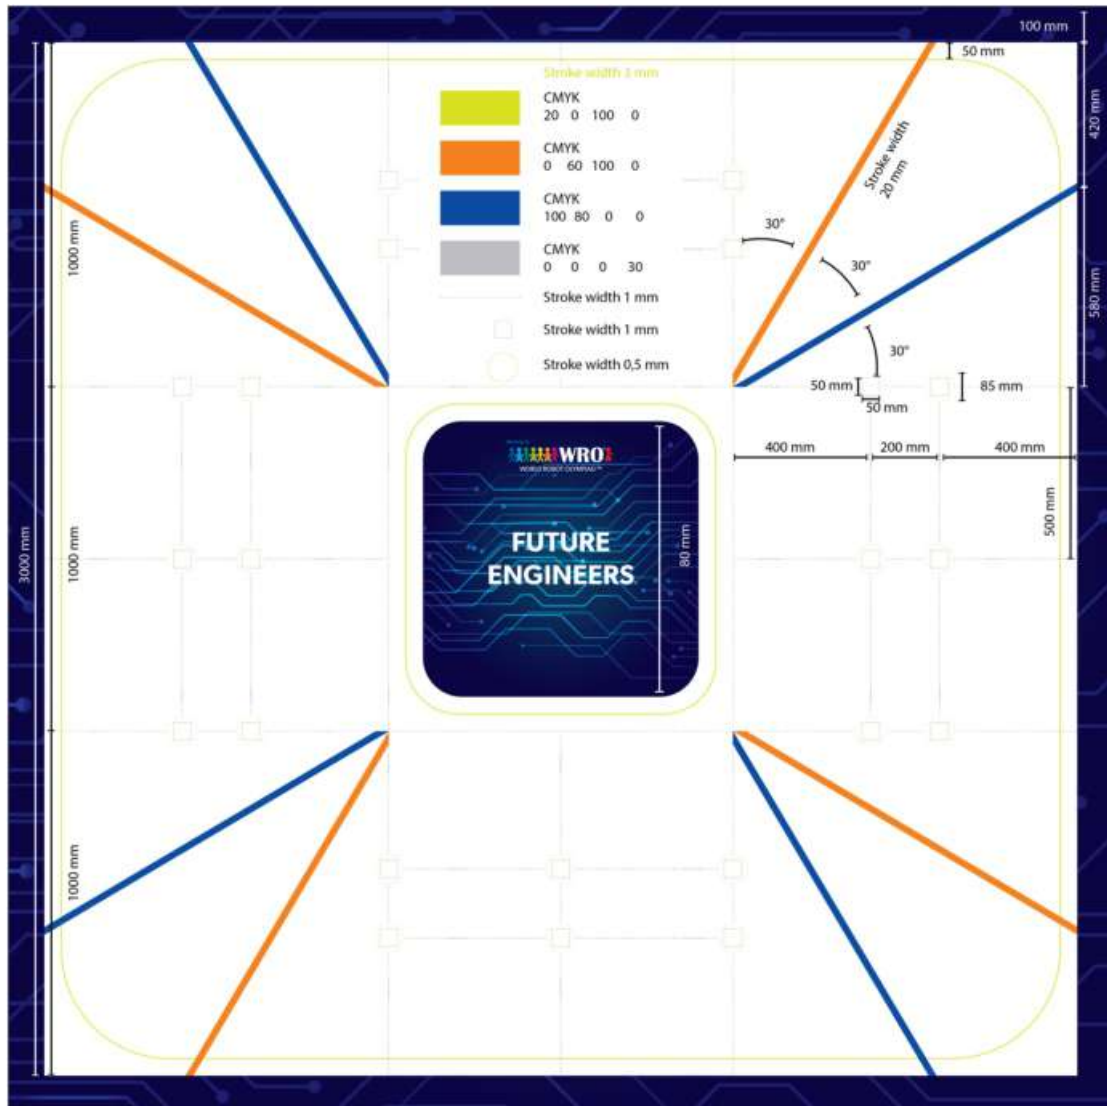 100 mm
50 mm
Stroke width 3 mm
CMYK
20 0 100 0
CMYK
0 60 100 0
CMYK
100 80 0 0
CMYK
0 0 0 30
Stroke width 1 mm
Stroke width 1 mm
Stroke width 0,5 mm
Stroke width
20 mm
420 mm
580 mm
30°
30°
30°
50 mm
50 mm
85 mm
400 mm
200 mm
400 mm
500 mm
1000 mm
1000 mm
1000 mm
3000 mm
WRO
WORLD ROBOT OLYMPIAD™
FUTURE
ENGINEERS
80 mm